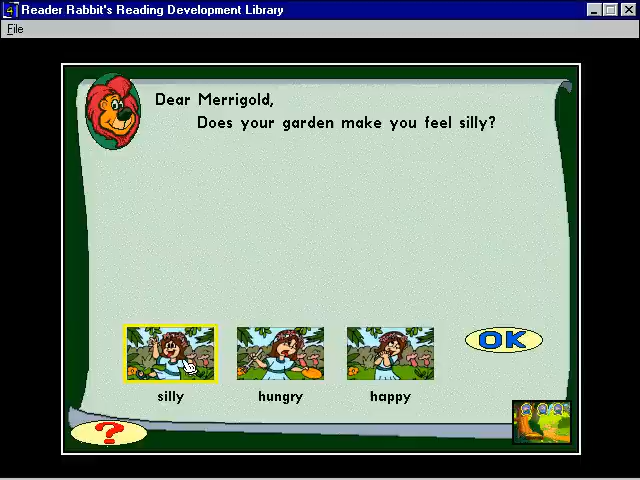 Reader Rabbit's Reading Development Library
File
Dear Merrigold,
Does your garden make you feel silly?
OK
silly
hungry
happy
?